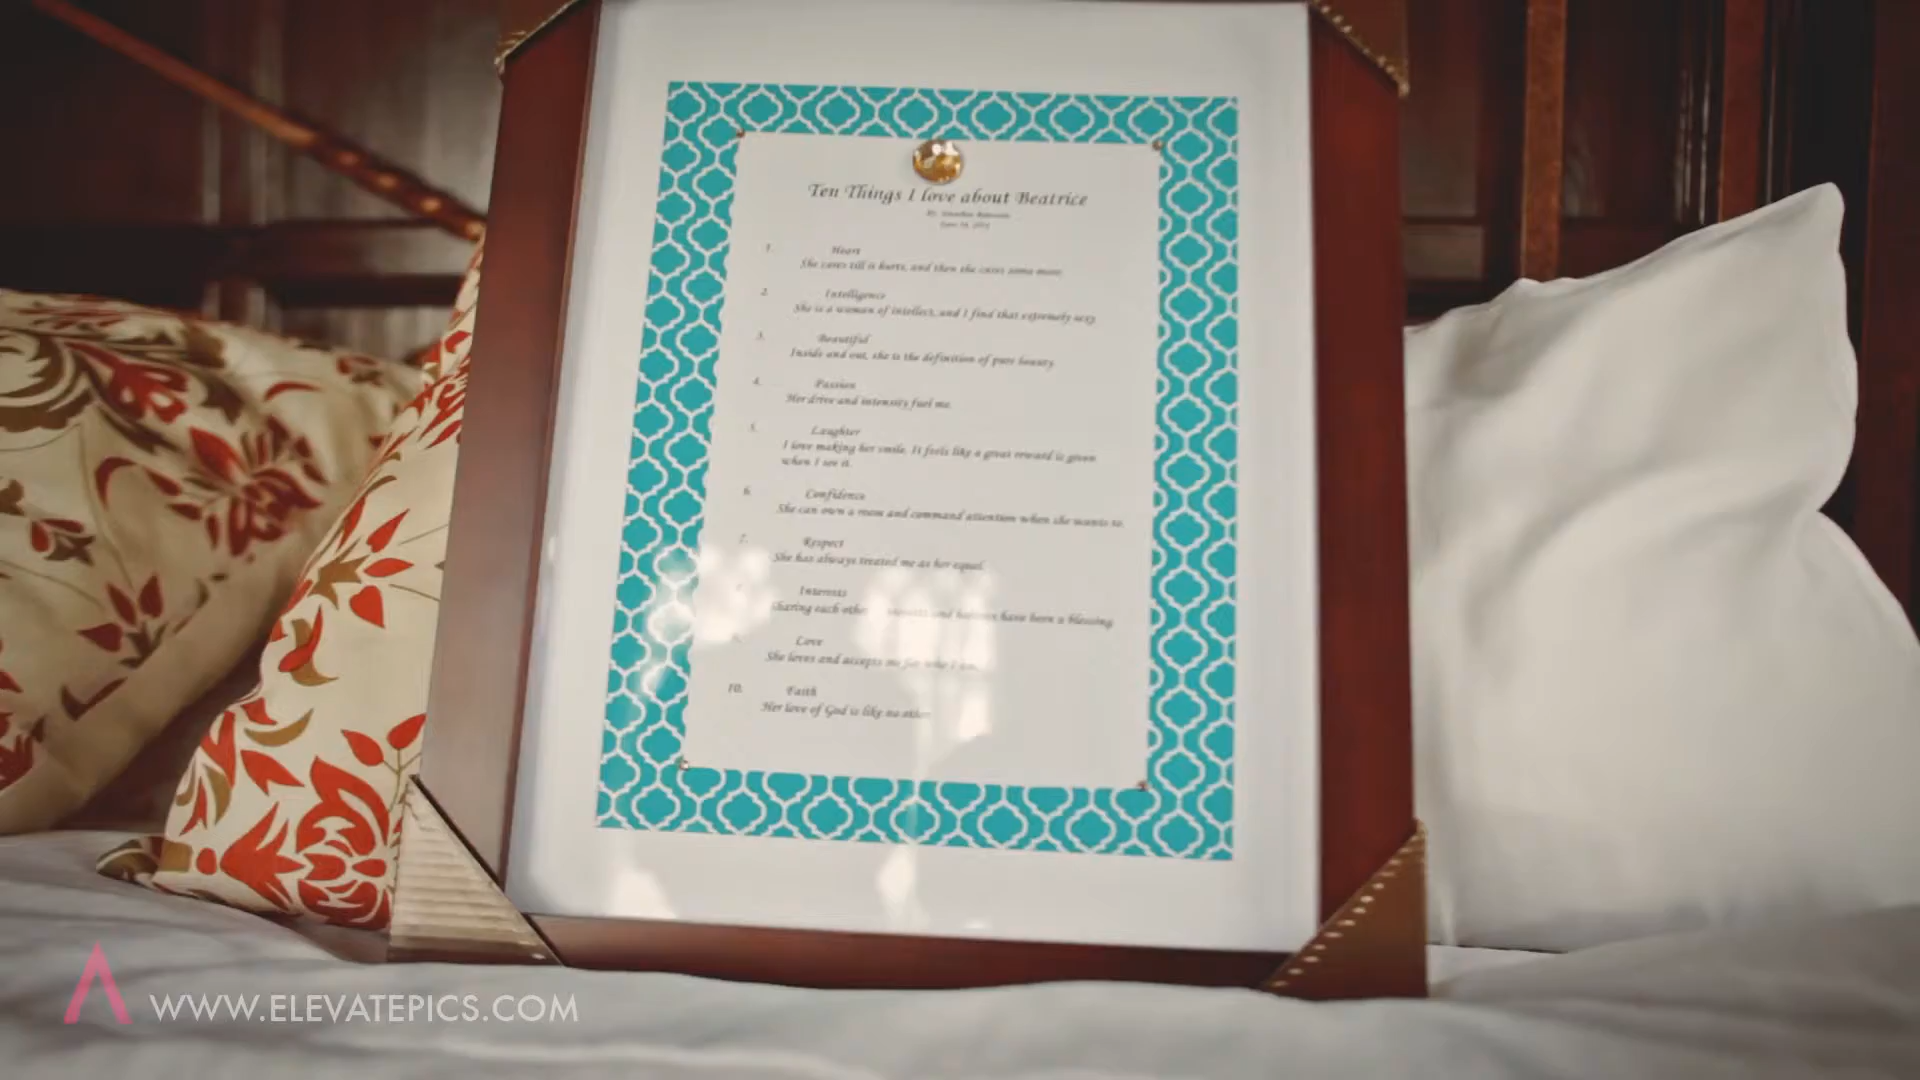 Ten Things I love about Beatrice
By:
1. Heart
She cares till it hurts, and then she cares some more
2. Intelligence
She is a woman of intellect, and I find that extremely sexy
3. Beautiful
Inside and out, she is the definition of pure beauty
4. Passion
Her drive and intensity fuel me.
5. Laughter
I love making her smile. It feels like a great reward is given
when I see it.
6. Confidence
She can own a room and command attention when she wants to.
7. Respect
She has always treated me as her equal.
Interests
Sharing each other and have been a blessing
Love
She loves and accepts me for who I am.
10. Faith
Her love of God is like no other
WWW.ELEVATEPICS.COM